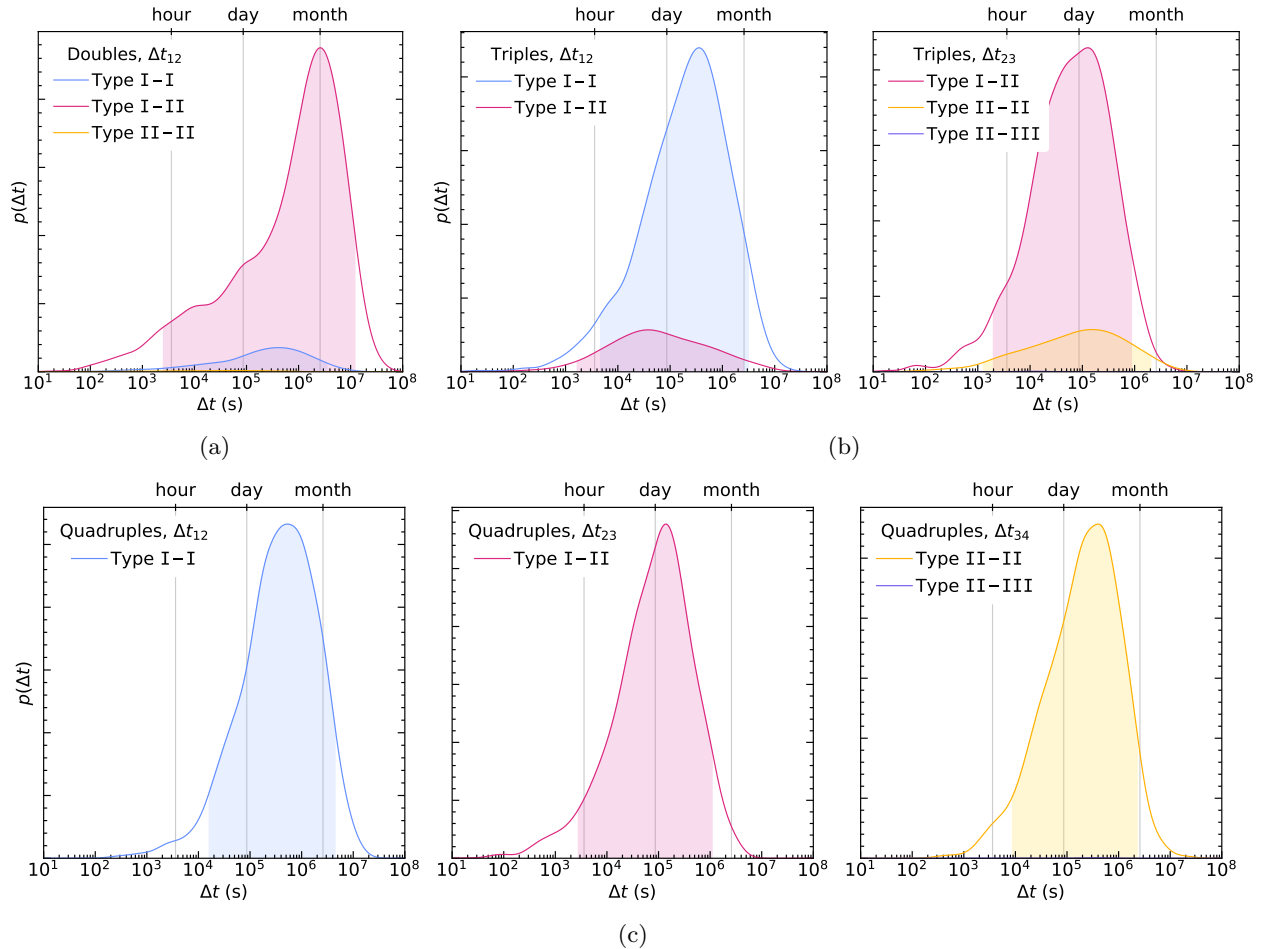 hour day month
hour day month
hour day month
Doubles, Δt₁₂
Type I−I
Type I−II
Type II−II
Triples, Δt₁₂
Type I−I
Type I−II
Triples, Δt₂₃
Type I−II
Type II−II
Type II−III
p(Δt)
p(Δt)
10¹ 10² 10³ 10⁴ 10⁵ 10⁶ 10⁷ 10⁸
10¹ 10² 10³ 10⁴ 10⁵ 10⁶ 10⁷ 10⁸
10¹ 10² 10³ 10⁴ 10⁵ 10⁶ 10⁷ 10⁸
Δt (s)
Δt (s)
Δt (s)
(a)
(b)
hour day month
hour day month
hour day month
Quadruples, Δt₁₂
Type I−I
Quadruples, Δt₂₃
Type I−II
Quadruples, Δt₃₄
Type II−II
Type II−III
p(Δt)
10¹ 10² 10³ 10⁴ 10⁵ 10⁶ 10⁷ 10⁸
10¹ 10² 10³ 10⁴ 10⁵ 10⁶ 10⁷ 10⁸
10¹ 10² 10³ 10⁴ 10⁵ 10⁶ 10⁷ 10⁸
Δt (s)
Δt (s)
Δt (s)
(c)